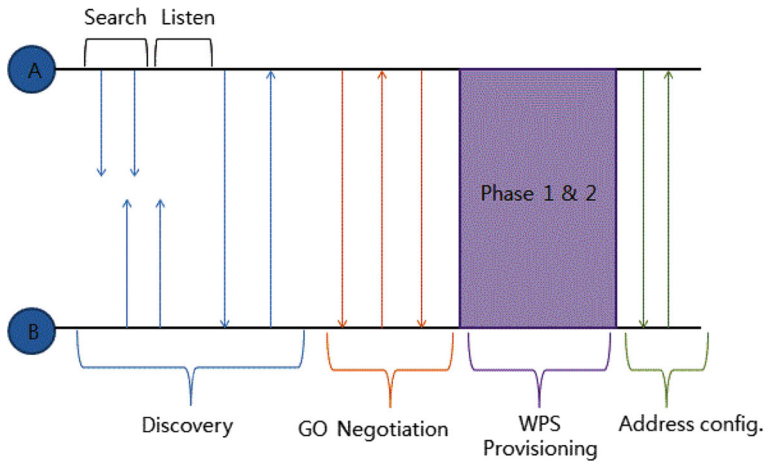 Search Listen
A
Phase 1 & 2
B
Discovery
GO Negotiation
WPS
Provisioning
Address config.